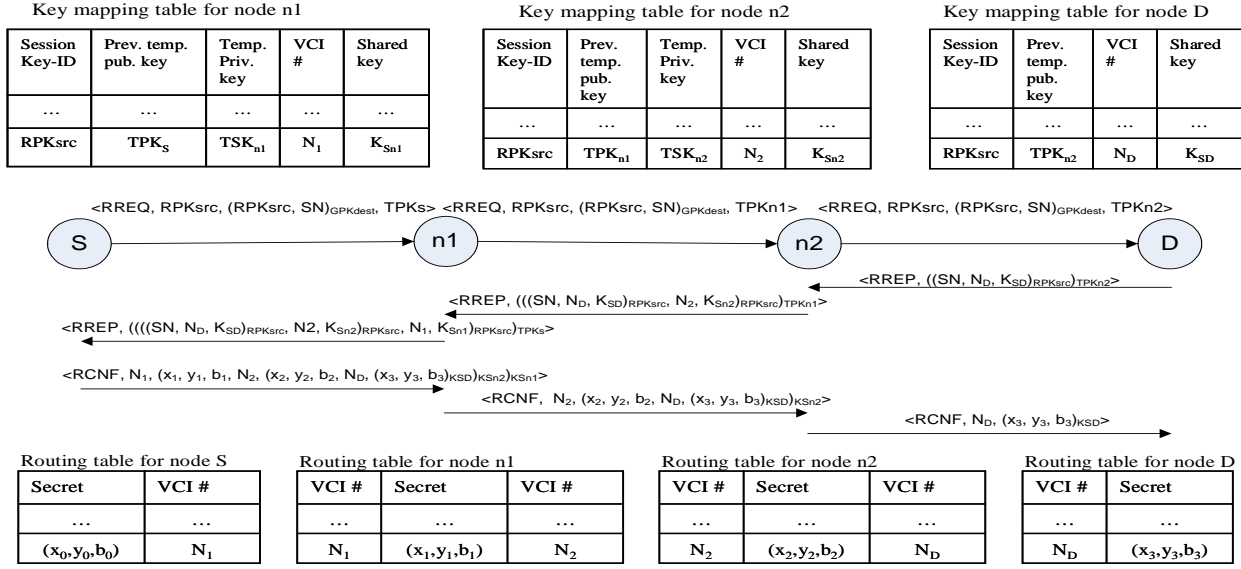 Key mapping table for node n1
Key mapping table for node n2
Key mapping table for node D
Session Key-ID Prev. temp. pub. key Temp. Priv. key VCI # Shared key
… … … … …
RPKsrc TPKS TSKn1 N1 KSn1
Session Key-ID Prev. temp. pub. key Temp. Priv. key VCI # Shared key
… … … … …
RPKsrc TPKn1 TSKn2 N2 KSn2
Session Key-ID Prev. temp. pub. key VCI # Shared key
… … … …
RPKsrc TPKn2 ND KSD
<RREQ, RPKsrc, (RPKsrc, SN)GPKdest, TPKs>
<RREQ, RPKsrc, (RPKsrc, SN)GPKdest, TPKn1>
<RREQ, RPKsrc, (RPKsrc, SN)GPKdest, TPKn2>
S
n1
n2
D
<RREP, ((SN, ND, KSD)RPKsrc)TPKn2>
<RREP, (((SN, ND, KSD)RPKsrc, N2, KSn2)RPKsrc)TPKn1>
<RREP, ((((SN, ND, KSD)RPKsrc, N2, KSn2)RPKsrc, N1, KSn1)RPKsrc)TPKs>
<RCNF, N1, (x1, y1, b1, N2, (x2, y2, b2, ND, (x3, y3, b3)KSD)KSn2)KSn1>
<RCNF, N2, (x2, y2, b2, ND, (x3, y3, b3)KSD)KSn2>
<RCNF, ND, (x3, y3, b3)KSD>
Routing table for node S
Routing table for node n1
Routing table for node n2
Routing table for node D
Secret VCI #
… …
(x0,y0,b0) N1
VCI # Secret VCI #
… … …
N1 (x1,y1,b1) N2
VCI # Secret VCI #
… … …
N2 (x2,y2,b2) ND
VCI # Secret
… …
ND (x3,y3,b3)